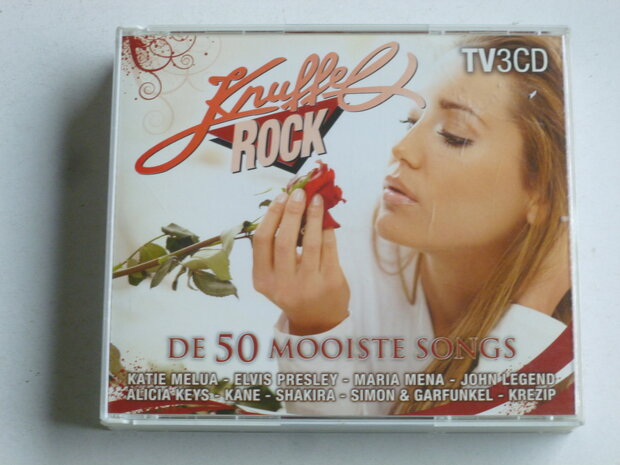 Knuffel
ROCK
TV3CD
DE 50 MOOISTE SONGS
KATIE MELUA - ELVIS PRESLEY - MARIA MENA - JOHN LEGEND
ALICIA KEYS - KANE - SHAKIRA - SIMON & GARFUNKEL - KREZIP